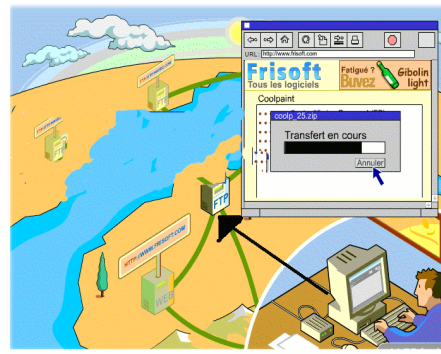 URL: http://www.frisoft.com
Frisoft
Tous les logiciels
Fatigué ?
Buvez
Gibolin
light
Coolpaint
coolp_25.zip
Transfert en cours
Annuler
FTP
HTTP://WWW.FRISOFT.COM
WEB